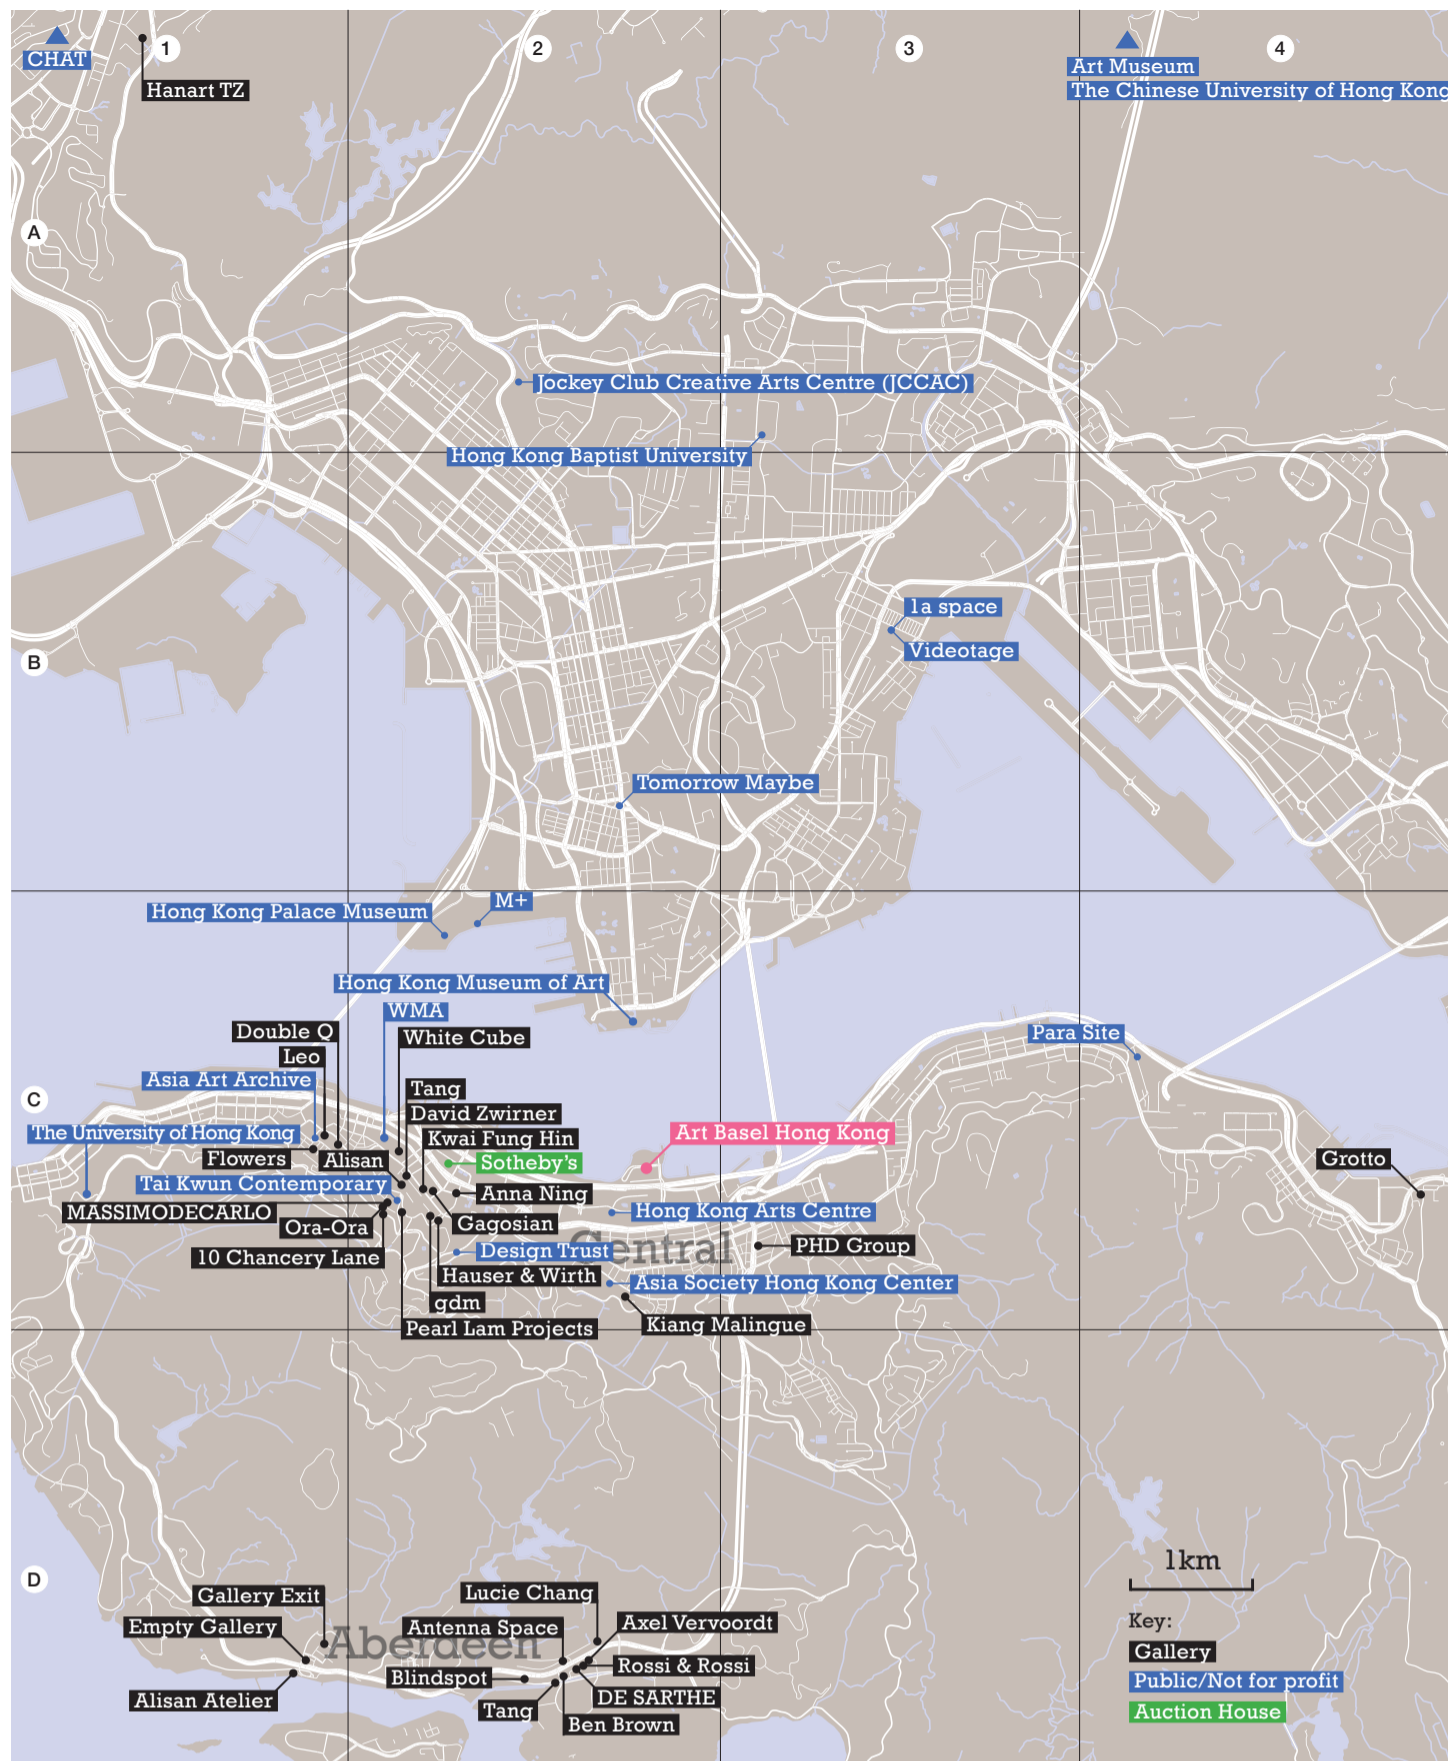 1
2
3
4
CHAT
Hanart TZ
Art Museum
The Chinese University of Hong Kong
A
Jockey Club Creative Arts Centre (JCCAC)
Hong Kong Baptist University
1a space
B
Videotage
Tomorrow Maybe
M+
Hong Kong Palace Museum
Hong Kong Museum of Art
WMA
Double Q
White Cube
Para Site
Leo
Asia Art Archive
Tang
C
David Zwirner
The University of Hong Kong
Art Basel Hong Kong
Kwai Fung Hin
Flowers
Alisan
Sotheby's
Grotto
Tai Kwun Contemporary
Anna Ning
MASSIMODECARLO
Hong Kong Arts Centre
Ora-Ora
Gagosian
Central
PHD Group
10 Chancery Lane
Design Trust
Hauser & Wirth
Asia Society Hong Kong Center
gdm
Kiang Malingue
Pearl Lam Projects
1km
D
Gallery Exit
Lucie Chang
Key:
Empty Gallery
Antenna Space
Axel Vervoordt
Aberdeen
Gallery
Blindspot
Rossi & Rossi
Public/Not for profit
Alisan Atelier
DE SARTHE
Tang
Auction House
Ben Brown